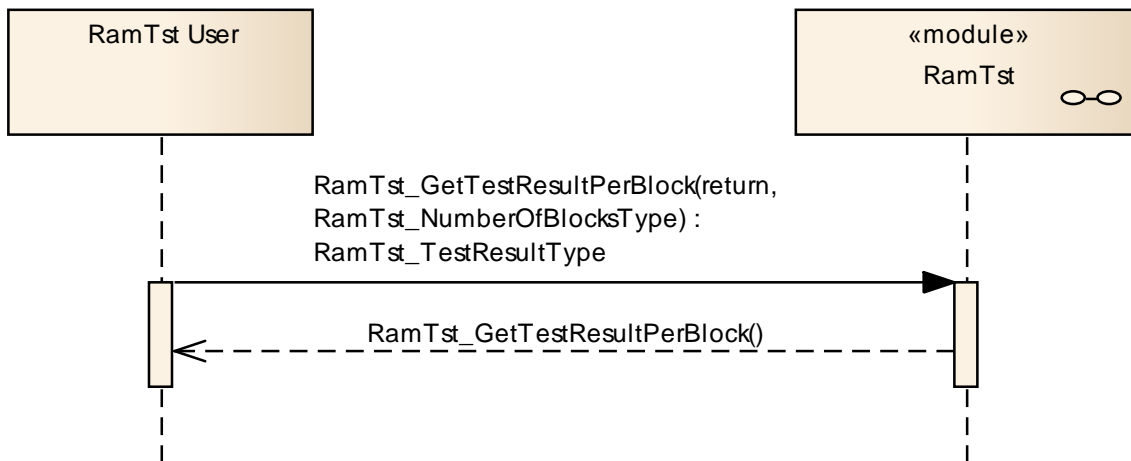 RamTst User
«module»
RamTst
RamTst_GetTestResultPerBlock(return,
RamTst_NumberOfBlocksType) :
RamTst_TestResultType
RamTst_GetTestResultPerBlock()